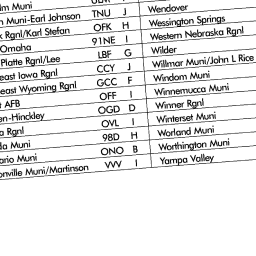 Muni
Muni-Earl Johnson TNU J Wendover
Rgnl/Karl Stefan OFK H Wessington Springs
Omaha 91NE I Western Nebraska Rgnl
Platte Rgnl/Lee LBF G Wilder
east Iowa Rgnl CCY J Willmar Muni/John L Rice
east Wyoming Rgnl GCC F Windom Muni
AFB OFF I Winnemucca Muni
en-Hinckley OGD D Winner Rgnl
Rgnl OVL I Winterset Muni
Muni 98D H Worland Muni
ario Muni ONO B Worthington Muni
onville Muni/Martinson VVV I Yampa Valley